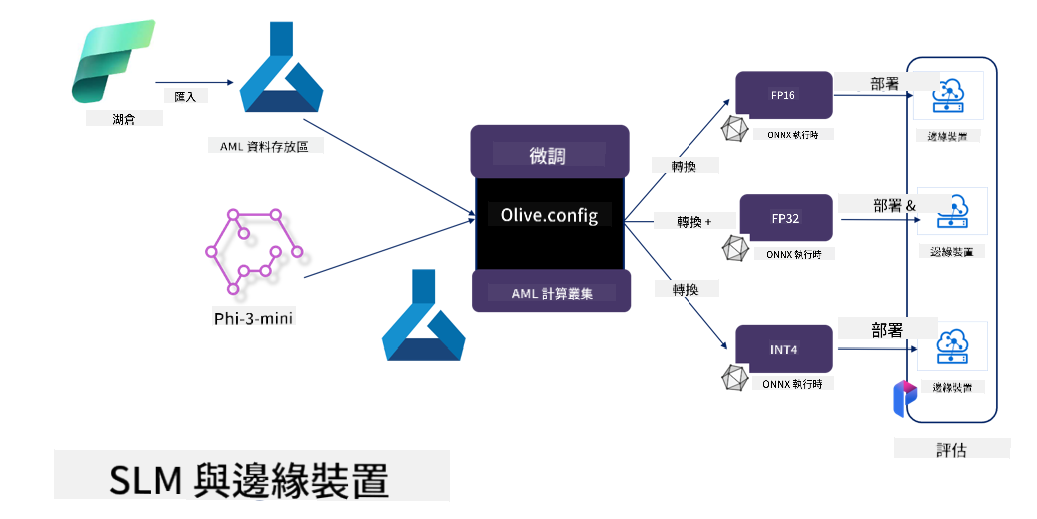 湖倉
匯入
AML 資料存放區
Phi-3-mini
微調
Olive.config
AML 計算叢集
轉換
轉換 +
轉換
FP16
ONNX 執行時
部署
邊緣裝置
FP32
ONNX 執行時
部署 &
邊緣裝置
INT4
ONNX 執行時
部署
邊緣裝置
評估
SLM 與邊緣裝置